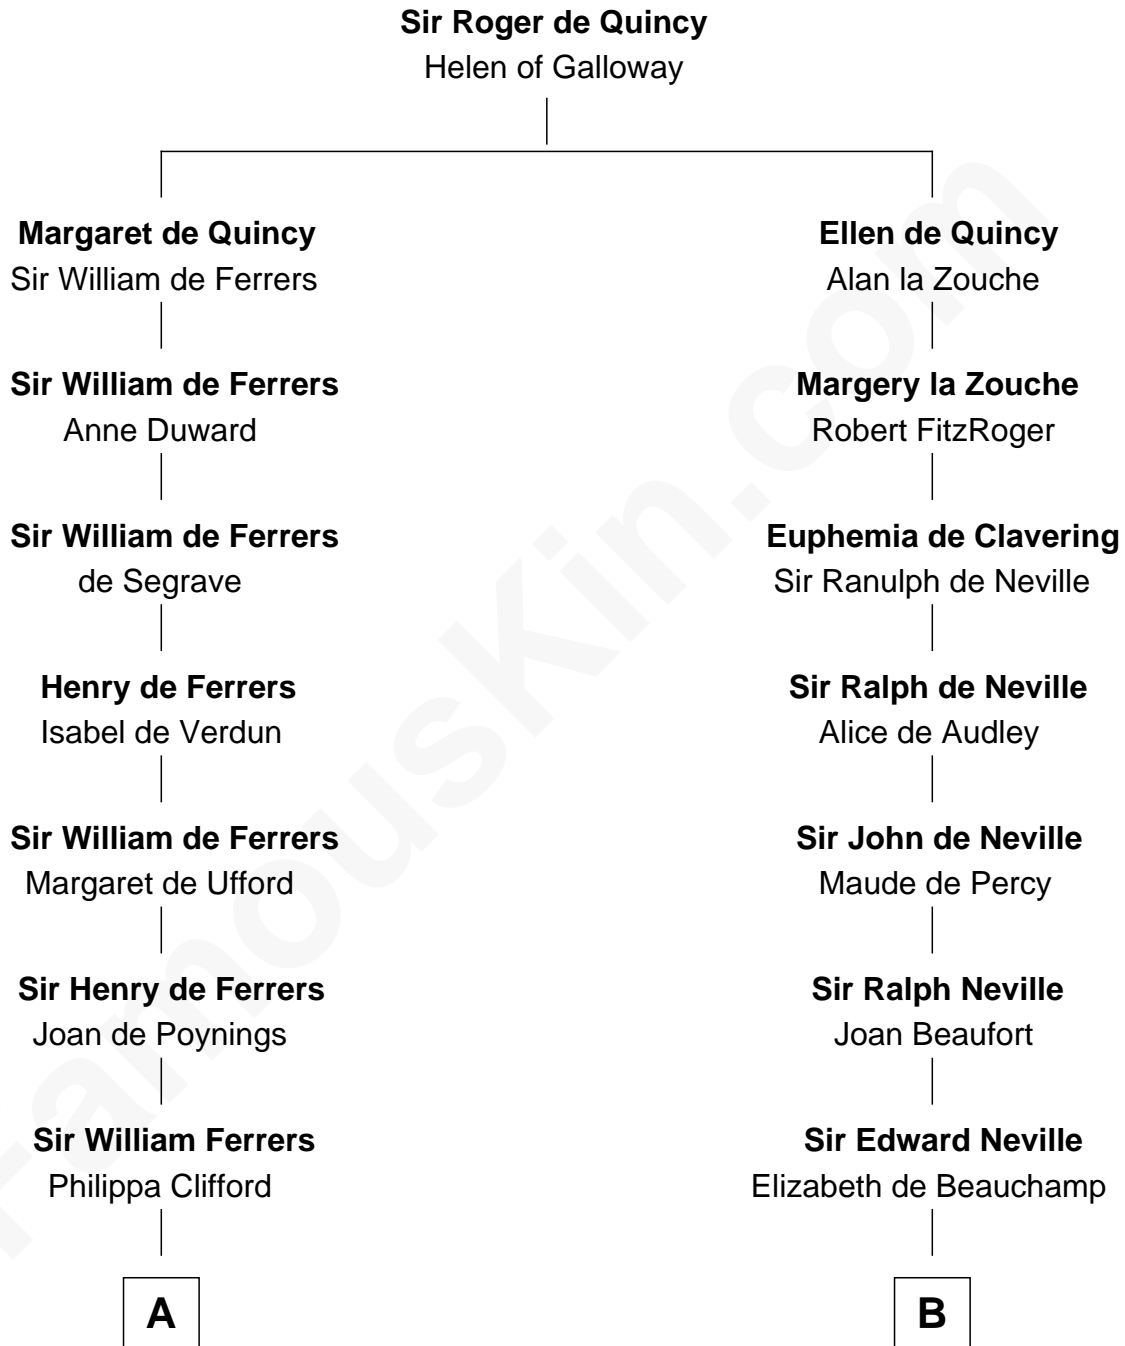 Sir Roger de Quincy
Helen of Galloway
Margaret de Quincy
Sir William de Ferrers
Ellen de Quincy
Alan la Zouche
Sir William de Ferrers
Anne Duward
Margery la Zouche
Robert FitzRoger
Sir William de Ferrers
de Segrave
Euphemia de Clavering
Sir Ranulph de Neville
Henry de Ferrers
Isabel de Verdun
Sir Ralph de Neville
Alice de Audley
Sir William de Ferrers
Margaret de Ufford
Sir John de Neville
Maude de Percy
Sir Henry de Ferrers
Joan de Poynings
Sir Ralph Neville
Joan Beaufort
Sir William Ferrers
Philippa Clifford
Sir Edward Neville
Elizabeth de Beauchamp
A
B
FamousKin.com